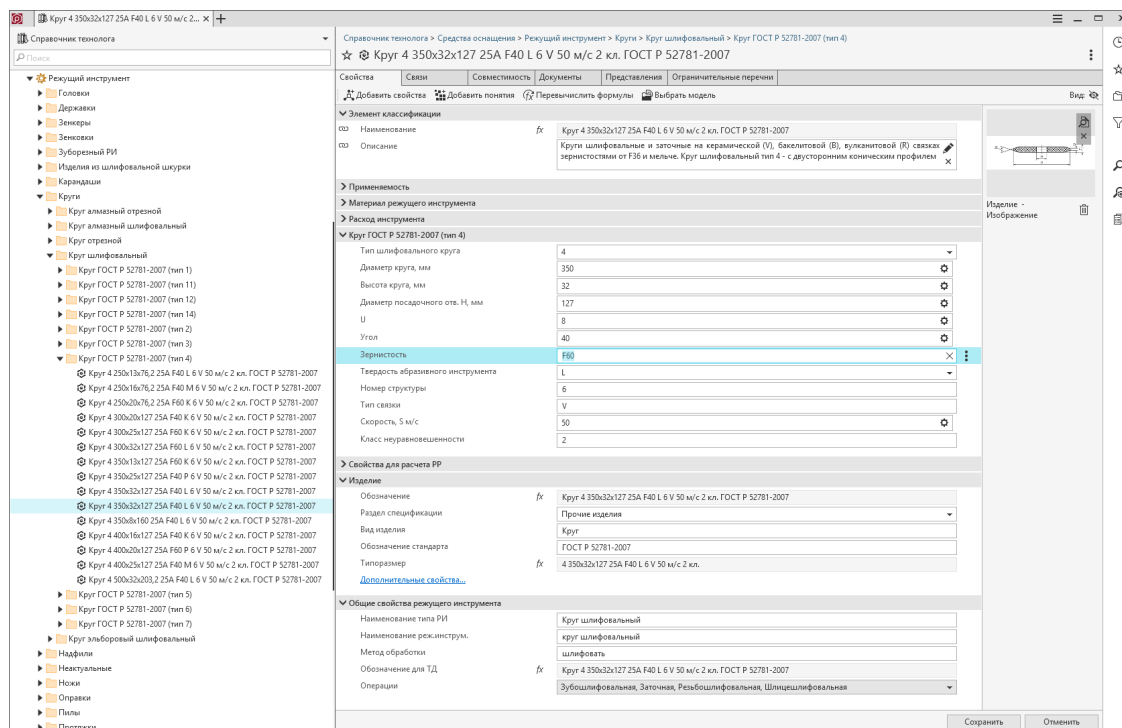 Круг 4 350x32x127 25А F40 L 6 V 50 м/с 2...
Справочник технолога
Поиск
Режущий инструмент
Головки
Державки
Зенкеры
Зенковки
Зуборезный РИ
Изделия из шлифовальной шкурки
Карандаши
Круги
Круг алмазный отрезной
Круг алмазный шлифовальный
Круг отрезной
Круг шлифовальный
Круг ГОСТ Р 52781-2007 (тип 1)
Круг ГОСТ Р 52781-2007 (тип 11)
Круг ГОСТ Р 52781-2007 (тип 12)
Круг ГОСТ Р 52781-2007 (тип 14)
Круг ГОСТ Р 52781-2007 (тип 2)
Круг ГОСТ Р 52781-2007 (тип 3)
Круг ГОСТ Р 52781-2007 (тип 4)
Круг 4 250x13x76,2 25А F40 L 6 V 50 м/с 2 кл. ГОСТ Р 52781-2007
Круг 4 250x16x76,2 25А F40 M 6 V 50 м/с 2 кл. ГОСТ Р 52781-2007
Круг 4 250x20x76,2 25А F60 K 6 V 50 м/с 2 кл. ГОСТ Р 52781-2007
Круг 4 300x20x127 25А F40 K 6 V 50 м/с 2 кл. ГОСТ Р 52781-2007
Круг 4 300x25x127 25А F60 K 6 V 50 м/с 2 кл. ГОСТ Р 52781-2007
Круг 4 300x32x127 25А F60 L 6 V 50 м/с 2 кл. ГОСТ Р 52781-2007
Круг 4 350x13x127 25А F60 K 6 V 50 м/с 2 кл. ГОСТ Р 52781-2007
Круг 4 350x25x127 25А F40 P 6 V 50 м/с 2 кл. ГОСТ Р 52781-2007
Круг 4 350x32x127 25А F40 L 6 V 50 м/с 2 кл. ГОСТ Р 52781-2007
Круг 4 350x32x127 25А F40 L 6 V 50 м/с 2 кл. ГОСТ Р 52781-2007
Круг 4 350x8x160 25А F40 L 6 V 50 м/с 2 кл. ГОСТ Р 52781-2007
Круг 4 400x16x127 25А F40 K 6 V 50 м/с 2 кл. ГОСТ Р 52781-2007
Круг 4 400x20x127 25А F60 P 6 V 50 м/с 2 кл. ГОСТ Р 52781-2007
Круг 4 400x25x127 25А F40 M 6 V 50 м/с 2 кл. ГОСТ Р 52781-2007
Круг 4 500x32x203,2 25А F40 L 6 V 50 м/с 2 кл. ГОСТ Р 52781-2007
Круг ГОСТ Р 52781-2007 (тип 5)
Круг ГОСТ Р 52781-2007 (тип 6)
Круг ГОСТ Р 52781-2007 (тип 7)
Круг эльборовый шлифовальный
Надфили
Неактуальные
Ножи
Оправки
Пилы
Протяжки
Справочник технолога > Средства оснащения > Режущий инструмент > Круги > Круг шлифовальный > Круг ГОСТ Р 52781-2007 (тип 4)
Круг 4 350x32x127 25А F40 L 6 V 50 м/с 2 кл. ГОСТ Р 52781-2007
Свойства Связи Совместимость Документы Представления Ограничительные перечни
Добавить свойства Добавить понятия Перевычислить формулы Выбрать модель Вид:
Элемент классификации
Наименование fx Круг 4 350x32x127 25А F40 L 6 V 50 м/с 2 кл. ГОСТ Р 52781-2007
Описание Круги шлифовальные и заточные на керамической (V), бакелитовой (B), вулканитовой (R) связках
зернистостями от F36 и мельче. Круг шлифовальный тип 4 - с двусторонним коническим профилем
Применяемость
Материал режущего инструмента
Расход инструмента
Круг ГОСТ Р 52781-2007 (тип 4)
Тип шлифовального круга 4
Диаметр круга, мм 350
Высота круга, мм 32
Диаметр посадочного отв. H, мм 127
U 8
Угол 40
Зернистость F60
Твердость абразивного инструмента L
Номер структуры 6
Тип связки V
Скорость, S м/с 50
Класс неуравновешенности 2
Свойства для расчета РР
Изделие
Обозначение fx Круг 4 350x32x127 25А F40 L 6 V 50 м/с 2 кл. ГОСТ Р 52781-2007
Раздел спецификации Прочие изделия
Вид изделия Круг
Обозначение стандарта ГОСТ Р 52781-2007
Типоразмер fx 4 350x32x127 25А F40 L 6 V 50 м/с 2 кл.
Дополнительные свойства...
Общие свойства режущего инструмента
Наименование типа РИ Круг шлифовальный
Наименование реж.инструм. круг шлифовальный
Метод обработки шлифовать
Обозначение для ТД fx Круг 4 350x32x127 25А F40 L 6 V 50 м/с 2 кл. ГОСТ Р 52781-2007
Операции Зубошлифовальная, Заточная, Резьбошлифовальная, Шлицешлифовальная
Изделие -
Изображение
Сохранить Отменить